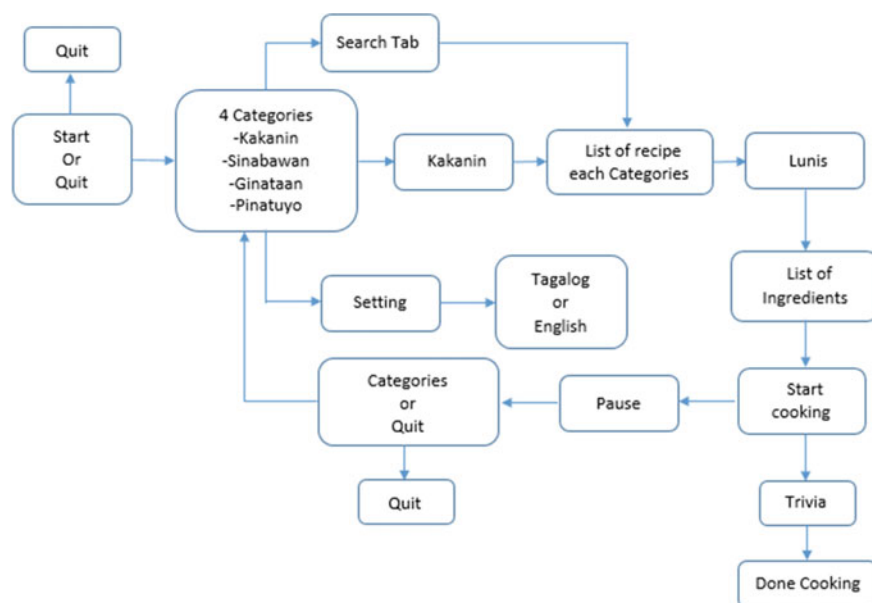 Quit
Search Tab
Start
Or
Quit
4 Categories
-Kakanin
-Sinabawan
-Ginataan
-Pinatuyo
Kakanin
List of recipe
each Categories
Lunis
List of
Ingredients
Setting
Tagalog
or
English
Categories
or
Quit
Pause
Start
cooking
Quit
Trivia
Done Cooking